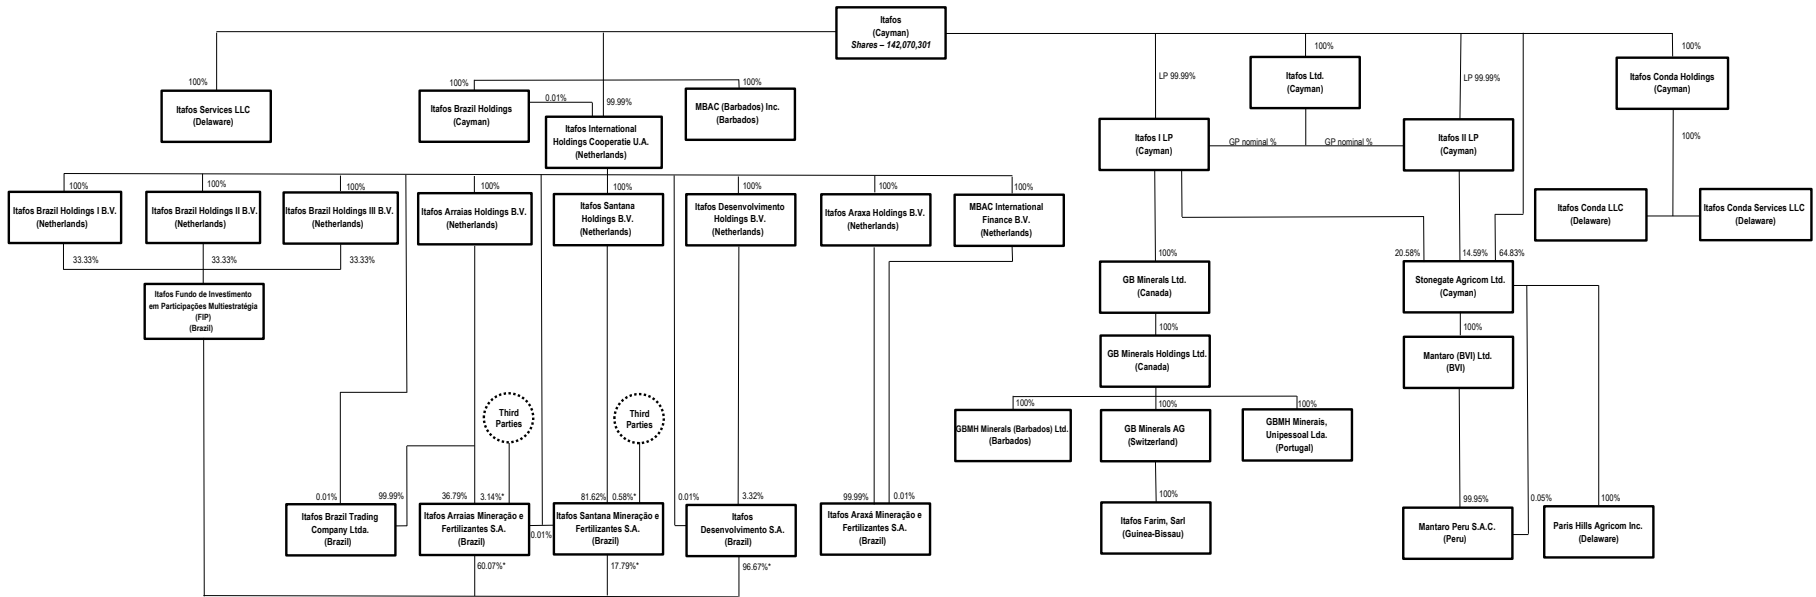 Itafos
(Cayman)
Shares – 142,070,301
100%
Itafos Services LLC
(Delaware)
100%
Itafos Brazil Holdings
(Cayman)
0.01%
99.99%
100%
MBAC (Barbados) Inc.
(Barbados)
Itafos International
Holdings Cooperatie U.A.
(Netherlands)
LP 99.99%
100%
Itafos Ltd.
(Cayman)
LP 99.99%
100%
Itafos Conda Holdings
(Cayman)
Itafos I LP
(Cayman)
GP nominal %
GP nominal %
Itafos II LP
(Cayman)
100%
100%
Itafos Brazil Holdings I B.V.
(Netherlands)
100%
Itafos Brazil Holdings II B.V.
(Netherlands)
100%
Itafos Brazil Holdings III B.V.
(Netherlands)
100%
Itafos Arraias Holdings B.V.
(Netherlands)
100%
Itafos Santana
Holdings B.V.
(Netherlands)
100%
Itafos Desenvolvimento
Holdings B.V.
(Netherlands)
100%
Itafos Araxa Holdings B.V.
(Netherlands)
100%
MBAC International
Finance B.V.
(Netherlands)
Itafos Conda LLC
(Delaware)
Itafos Conda Services LLC
(Delaware)
33.33%
33.33%
33.33%
Itafos Fundo de Investimento
em Participações Multiestratégia
(FIP)
(Brazil)
100%
GB Minerals Ltd.
(Canada)
20.58%
14.59%
64.83%
Stonegate Agricom Ltd.
(Cayman)
100%
GB Minerals Holdings Ltd.
(Canada)
100%
Mantaro (BVI) Ltd.
(BVI)
Third
Parties
Third
Parties
100%
GBMH Minerals (Barbados) Ltd.
(Barbados)
100%
GB Minerals AG
(Switzerland)
100%
GBMH Minerais,
Unipessoal Lda.
(Portugal)
0.01%
99.99%
Itafos Brazil Trading
Company Ltda.
(Brazil)
36.79%
3.14%*
Itafos Arraias Mineração e
Fertilizantes S.A.
(Brazil)
0.01%
81.62%
0.58%*
Itafos Santana Mineração e
Fertilizantes S.A.
(Brazil)
0.01%
3.32%
Itafos
Desenvolvimento S.A.
(Brazil)
99.99%
0.01%
Itafos Araxá Mineração e
Fertilizantes S.A.
(Brazil)
100%
Itafos Farim, Sarl
(Guinea-Bissau)
99.95%
0.05%
Mantaro Peru S.A.C.
(Peru)
100%
Paris Hills Agricom Inc.
(Delaware)
60.07%*
17.79%*
96.67%*